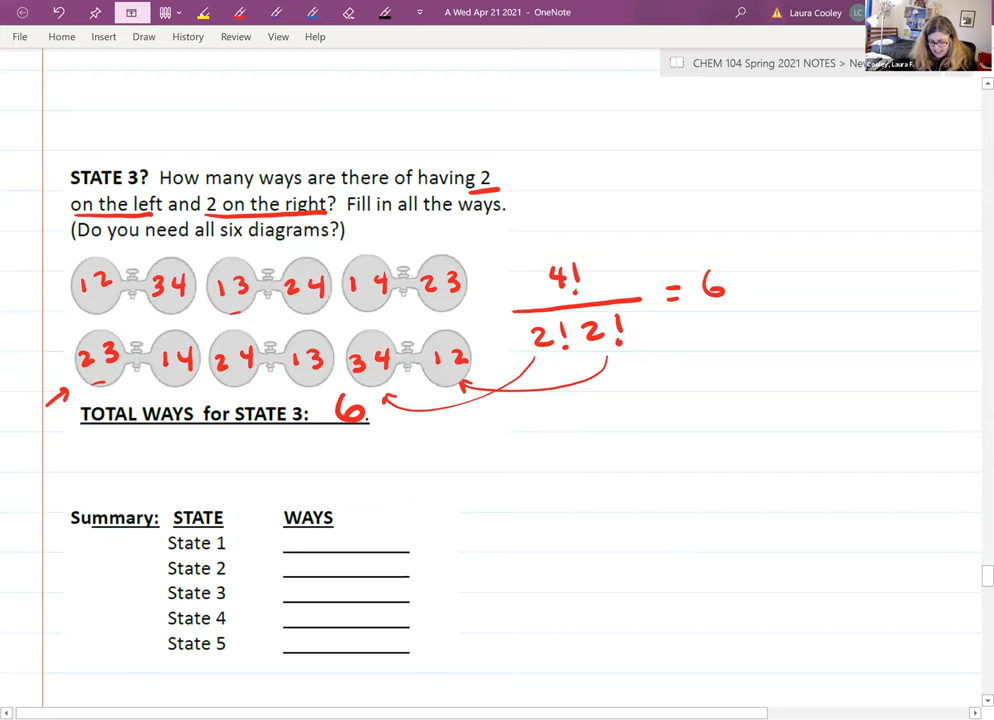 A Wed Apr 21 2021 - OneNote
Laura Cooley
LC
File Home Insert Draw History Review View Help
Cooley, Laura F.
CHEM 104 Spring 2021 NOTES >
STATE 3? How many ways are there of having 2
on the left and 2 on the right? Fill in all the ways.
(Do you need all six diagrams?)
12 34 13 24 14 23
4!
2! 2!
= 6
23 14 24 13 34 12
TOTAL WAYS for STATE 3: 6.
Summary: STATE WAYS
State 1
State 2
State 3
State 4
State 5